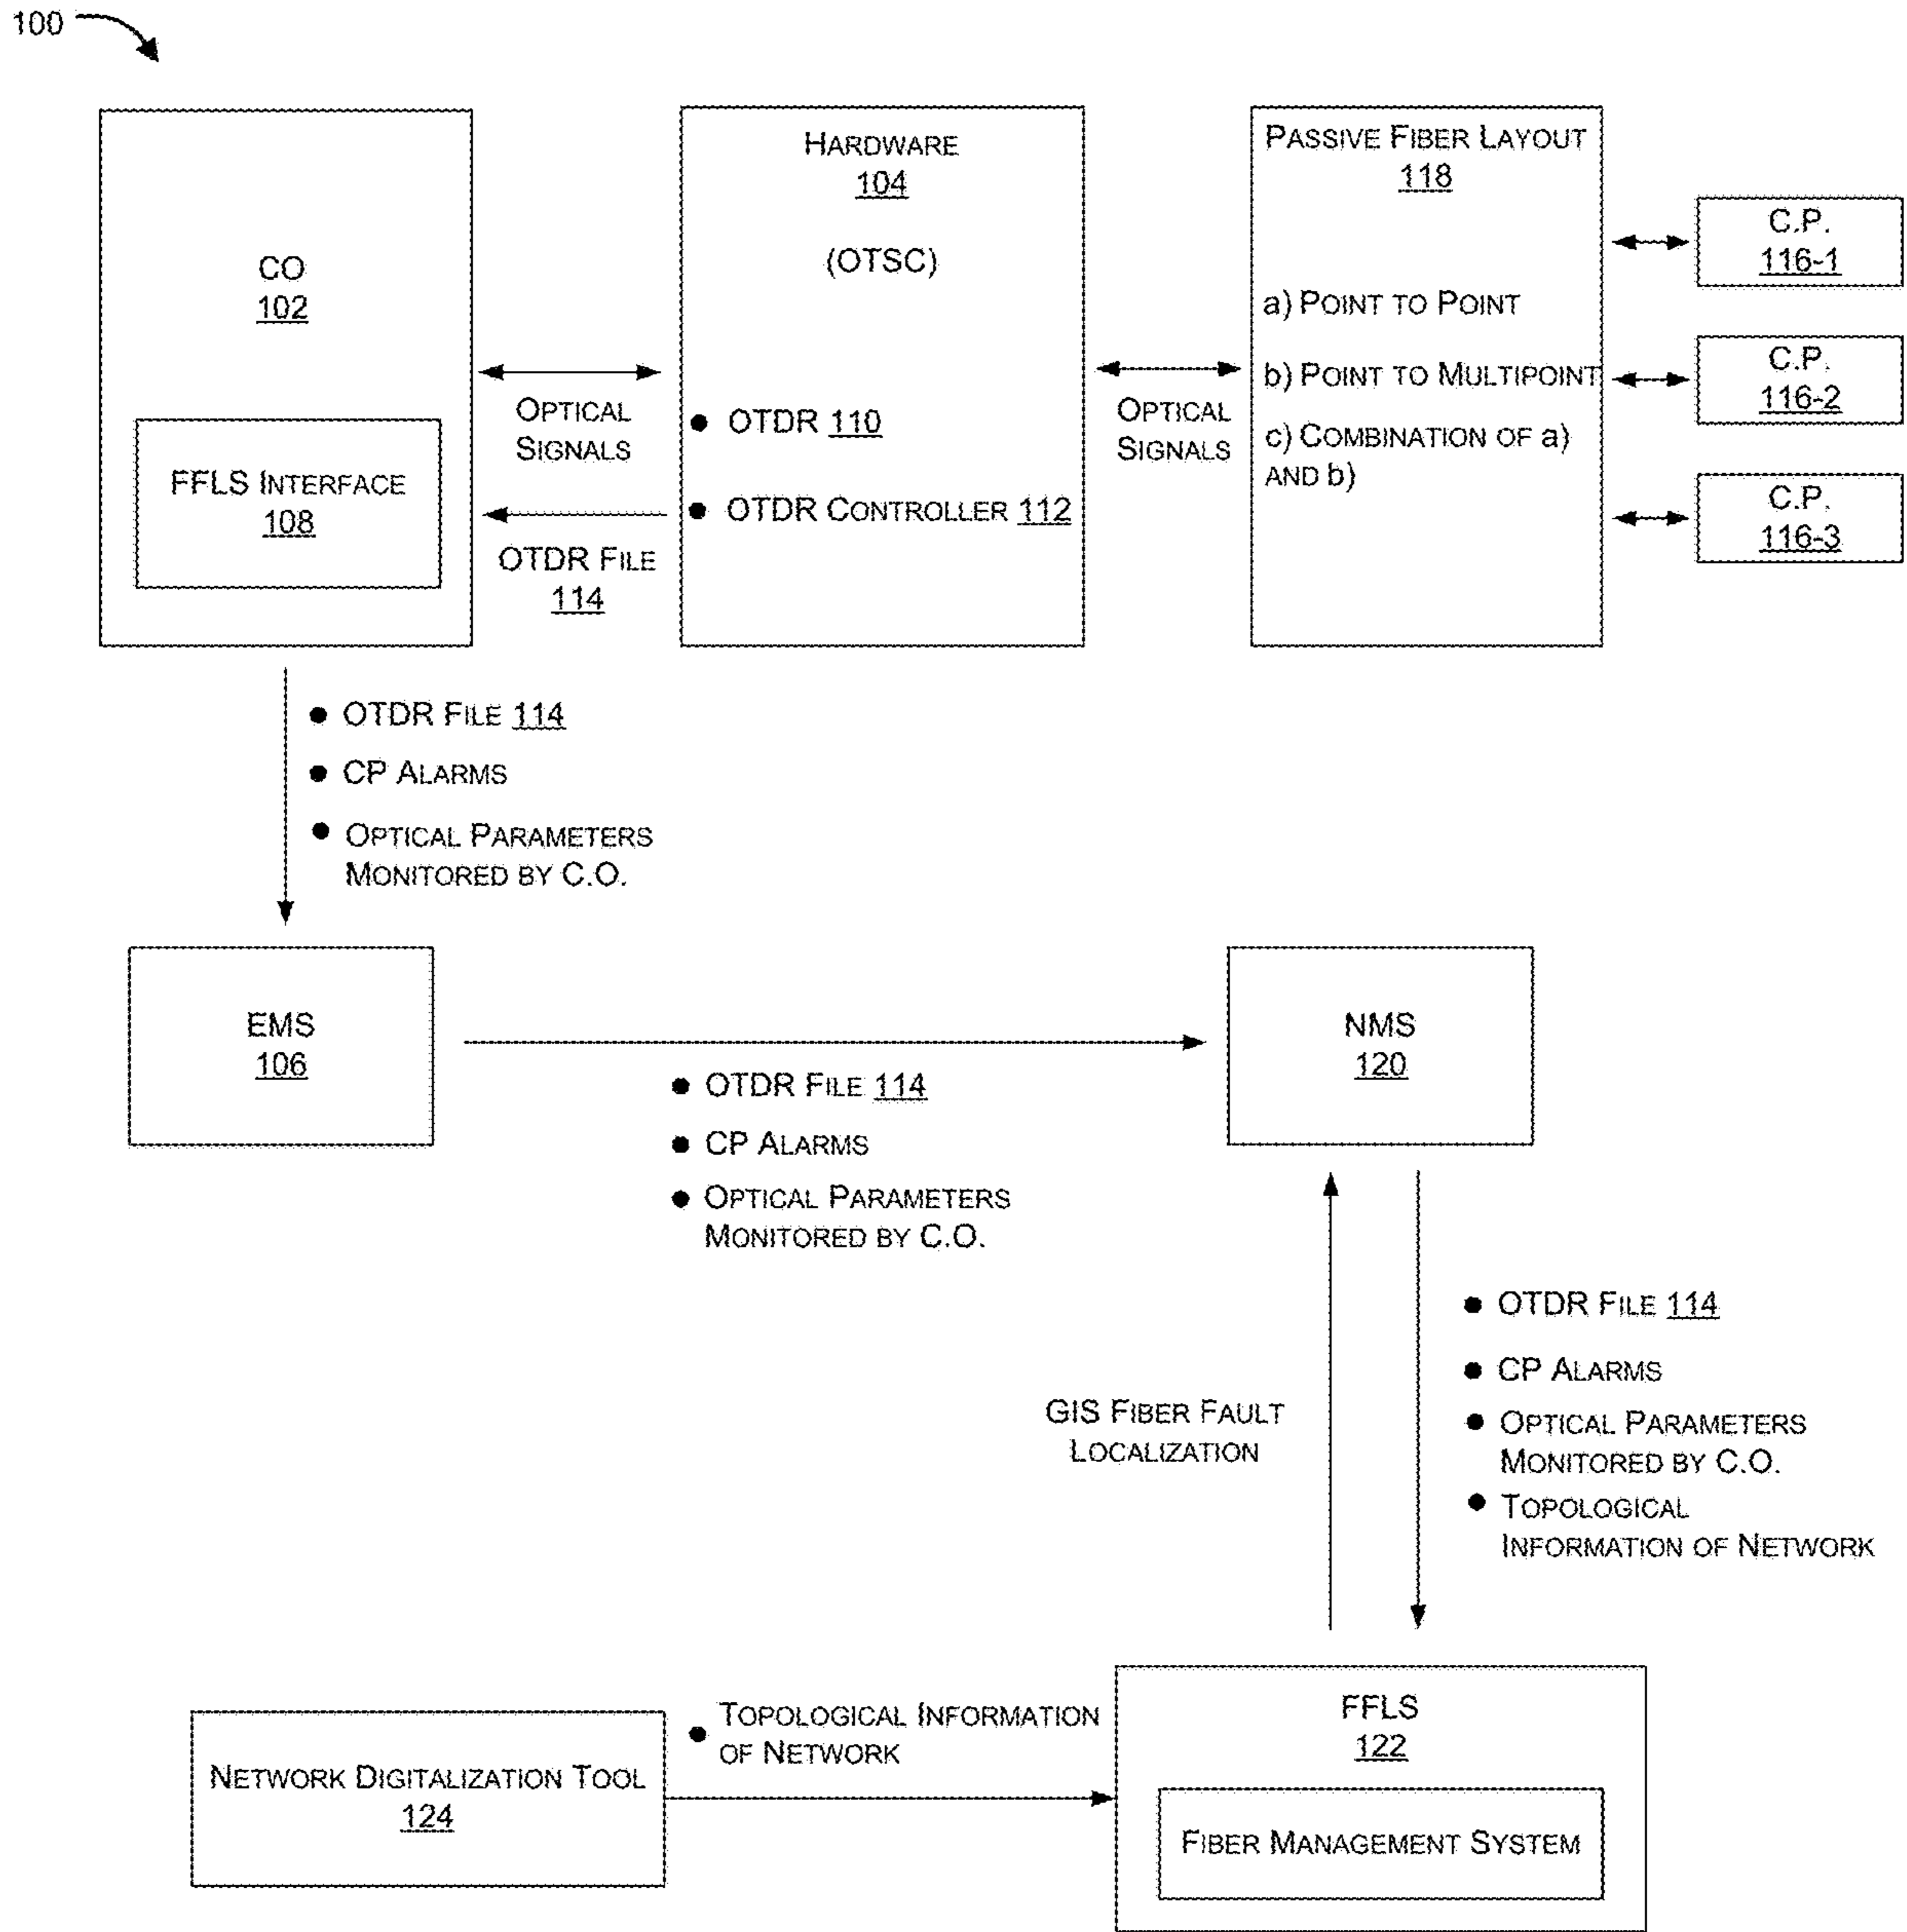 100
CO
102
FFLS INTERFACE
108
OPTICAL
SIGNALS
OTDR FILE
114
HARDWARE
104
(OTSC)
● OTDR 110
● OTDR CONTROLLER 112
OPTICAL
SIGNALS
PASSIVE FIBER LAYOUT
118
a) POINT TO POINT
b) POINT TO MULTIPOINT
c) COMBINATION OF a)
AND b)
C.P.
116-1
C.P.
116-2
C.P.
116-3
● OTDR FILE 114
● CP ALARMS
● OPTICAL PARAMETERS
MONITORED BY C.O.
EMS
106
● OTDR FILE 114
● CP ALARMS
● OPTICAL PARAMETERS
MONITORED BY C.O.
NMS
120
GIS FIBER FAULT
LOCALIZATION
● OTDR FILE 114
● CP ALARMS
● OPTICAL PARAMETERS
MONITORED BY C.O.
● TOPOLOGICAL
INFORMATION OF NETWORK
NETWORK DIGITALIZATION TOOL
124
● TOPOLOGICAL INFORMATION
OF NETWORK
FFLS
122
FIBER MANAGEMENT SYSTEM